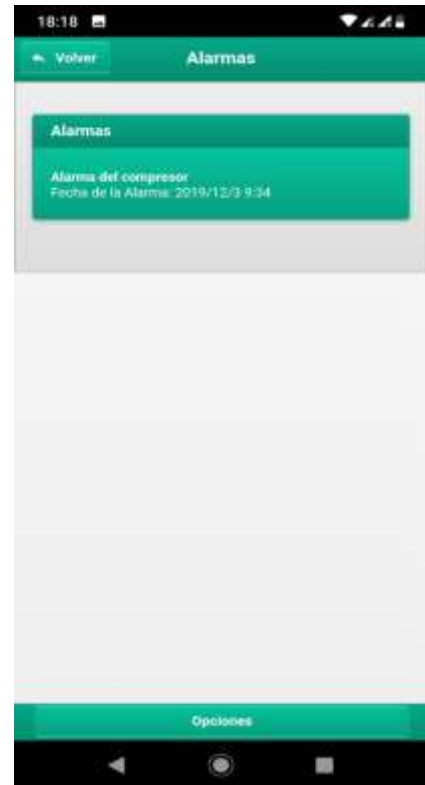 18:18
Volver
Alarmas
Alarmas
Alarma del compresor
Fecha de la Alarma: 2019/12/3 9:34
Opciones